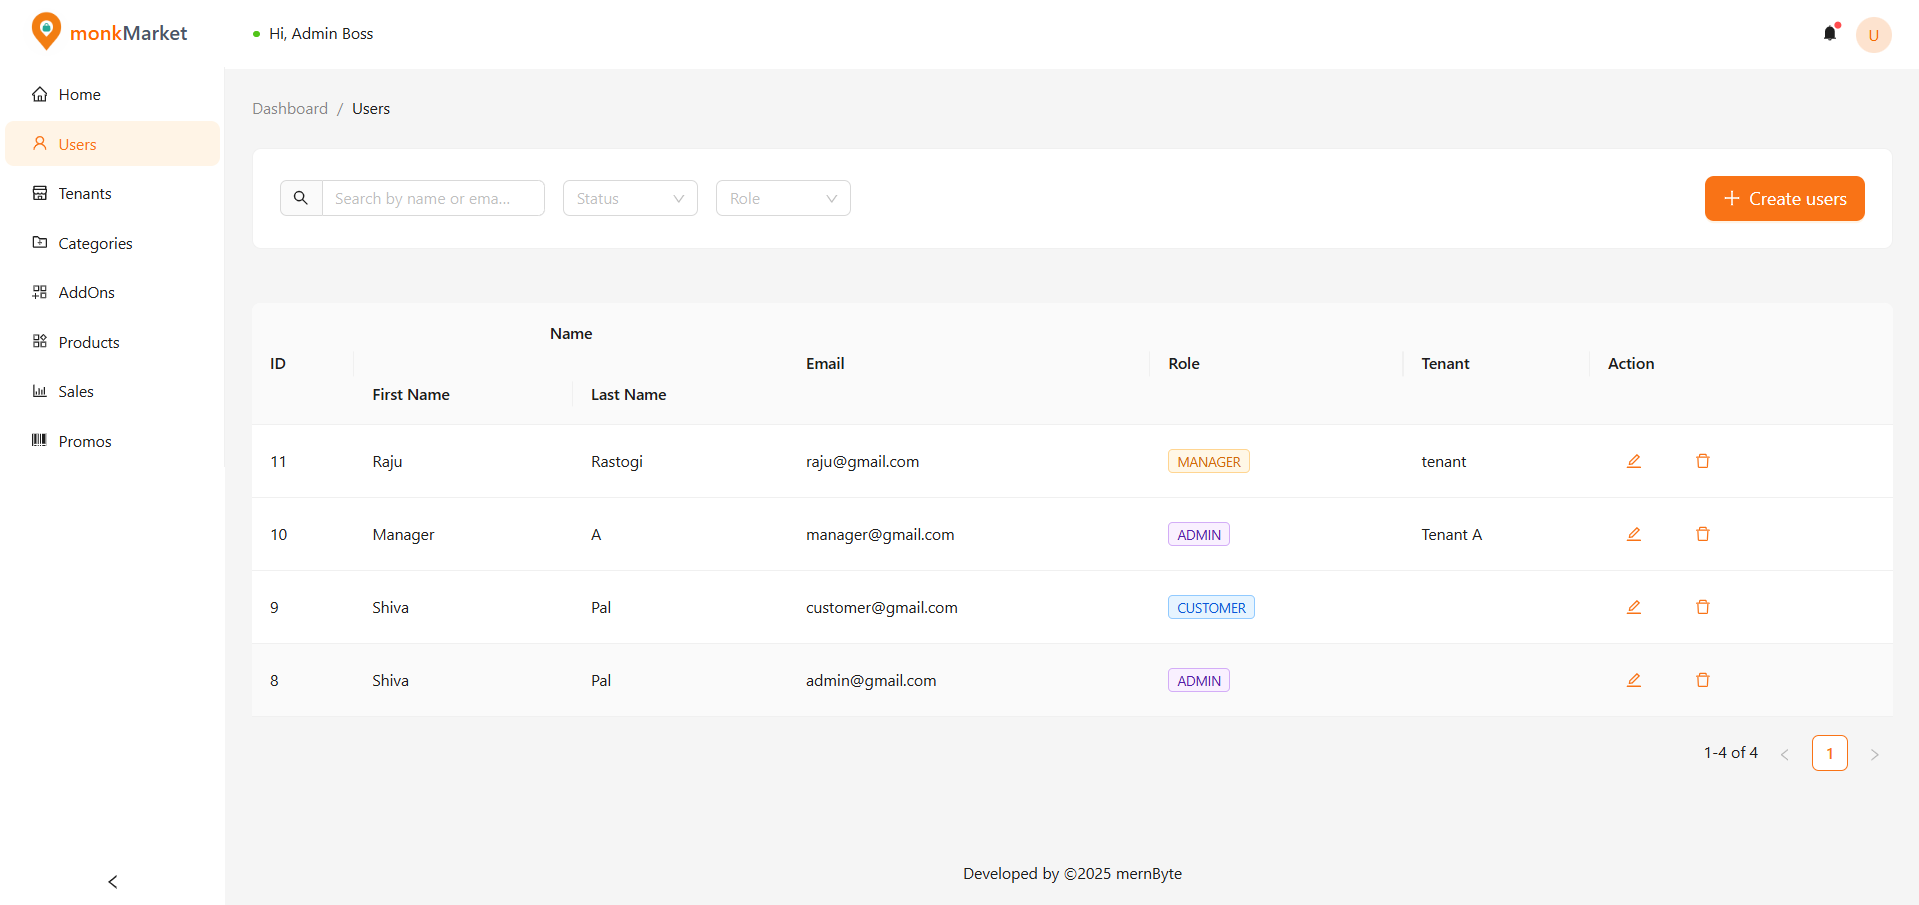 monkMarket
Hi, Admin Boss
U
Home
Users
Tenants
Categories
AddOns
Products
Sales
Promos
Dashboard / Users
Search by name or ema...
Status
Role
Create users
Name
ID
Email
Role
Tenant
Action
First Name
Last Name
11 Raju Rastogi raju@gmail.com MANAGER tenant
10 Manager A manager@gmail.com ADMIN Tenant A
9 Shiva Pal customer@gmail.com CUSTOMER
8 Shiva Pal admin@gmail.com ADMIN
1-4 of 4
1
Developed by ©2025 mernByte